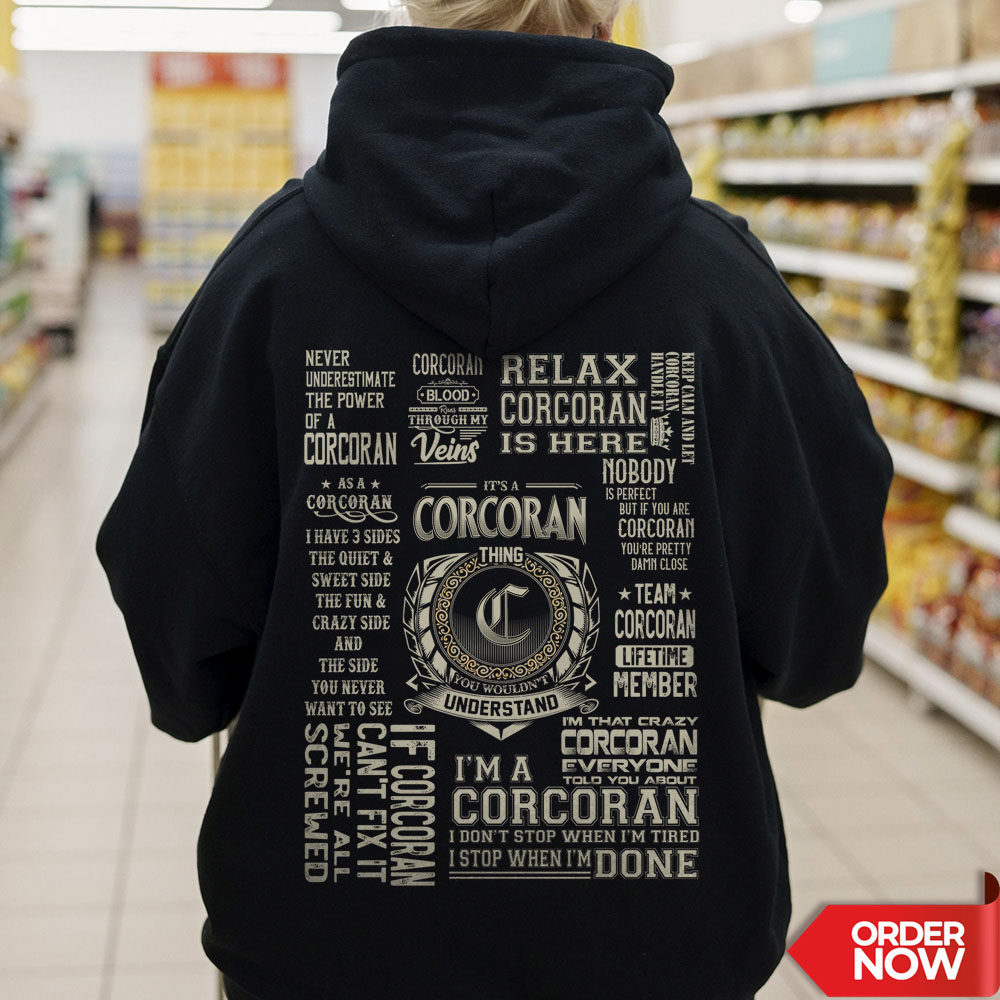 NEVER
UNDERESTIMATE
THE POWER
OF A
CORCORAN
CORCORAN
BLOOD
Runs
THROUGH MY
Veins
RELAX
CORCORAN
IS HERE
KEEP CALM AND LET
CORCORAN
HANDLE IT
NOBODY
IS PERFECT
BUT IF YOU ARE
CORCORAN
YOU'RE PRETTY
DAMN CLOSE
AS A
CORCORAN
I HAVE 3 SIDES
THE QUIET &
SWEET SIDE
THE FUN &
CRAZY SIDE
AND
THE SIDE
YOU NEVER
WANT TO SEE
IT'S A
CORCORAN
THING
C
YOU WOULDN'T
UNDERSTAND
TEAM
CORCORAN
LIFETIME
MEMBER
IF CORCORAN
CAN'T FIX IT
WE'RE ALL
SCREWED
I'M THAT CRAZY
CORCORAN
EVERYONE
TOLD YOU ABOUT
I'M A
CORCORAN
I DON'T STOP WHEN I'M TIRED
I STOP WHEN I'M DONE
ORDER
NOW